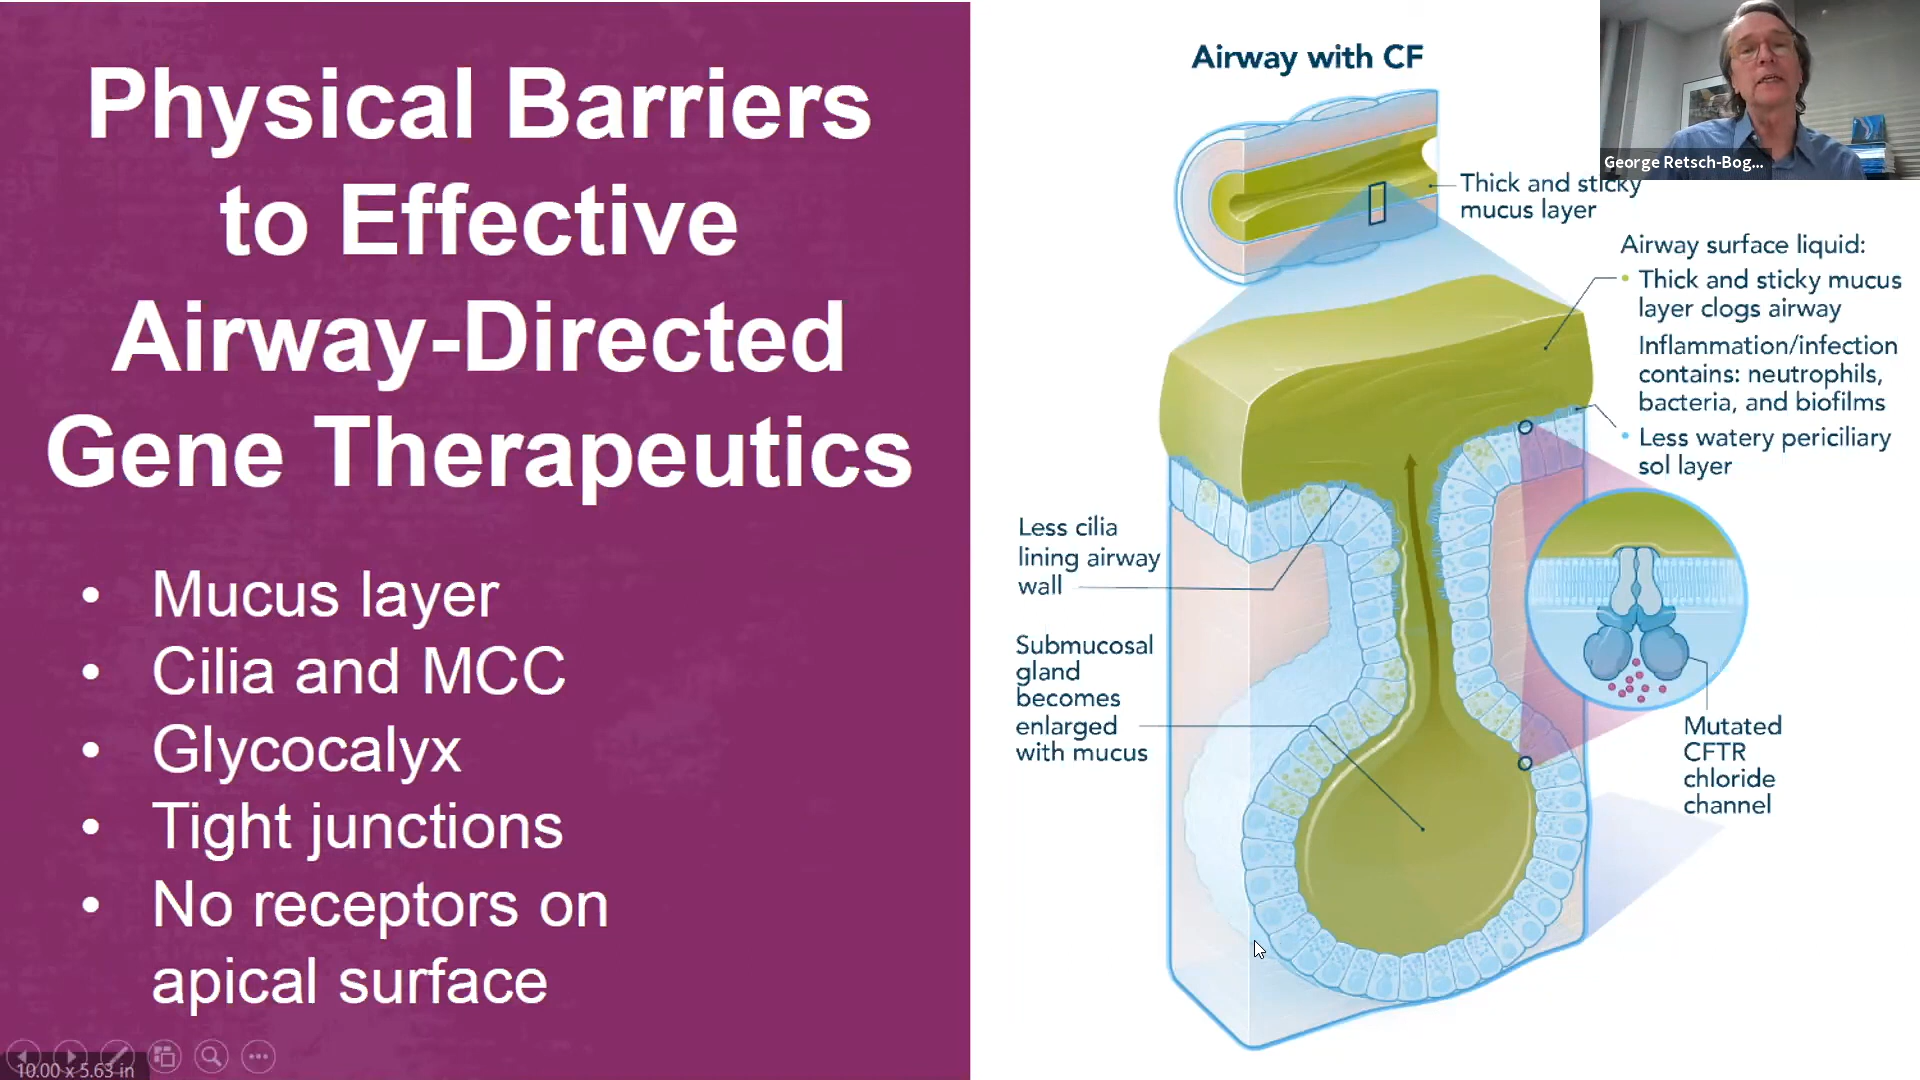 Physical Barriers
to Effective
Airway-Directed
Gene Therapeutics
• Mucus layer
• Cilia and MCC
• Glycocalyx
• Tight junctions
• No receptors on
apical surface
10.00 x 5.63 in
Airway with CF
Thick and sticky
mucus layer
Airway surface liquid:
• Thick and sticky mucus
layer clogs airway
Inflammation/infection
contains: neutrophils,
bacteria, and biofilms
• Less watery periciliary
sol layer
Less cilia
lining airway
wall
Submucosal
gland
becomes
enlarged
with mucus
Mutated
CFTR
chloride
channel
George Retsch-Bog...